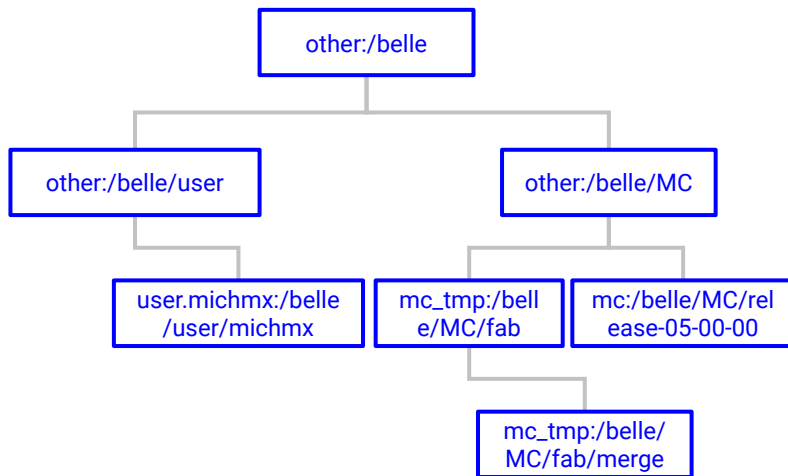 other:/belle
other:/belle/user
other:/belle/MC
user.michmx:/belle
/user/michmx
mc_tmp:/bell
e/MC/fab
mc:/belle/MC/rel
ease-05-00-00
mc_tmp:/belle/
MC/fab/merge